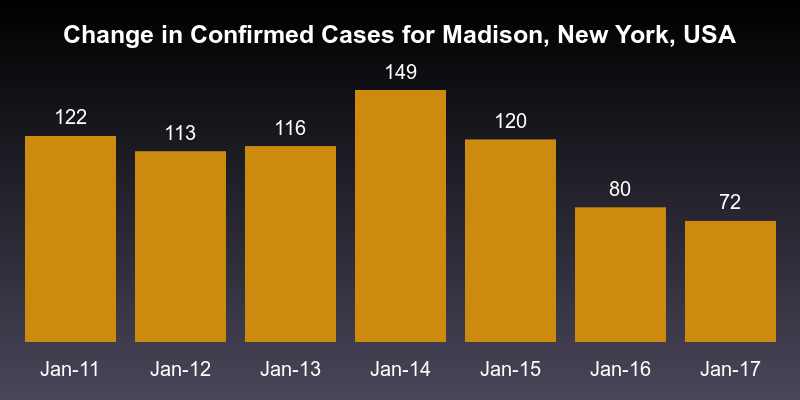 Change in Confirmed Cases for Madison, New York, USA
122
113
116
149
120
80
72
Jan-11
Jan-12
Jan-13
Jan-14
Jan-15
Jan-16
Jan-17